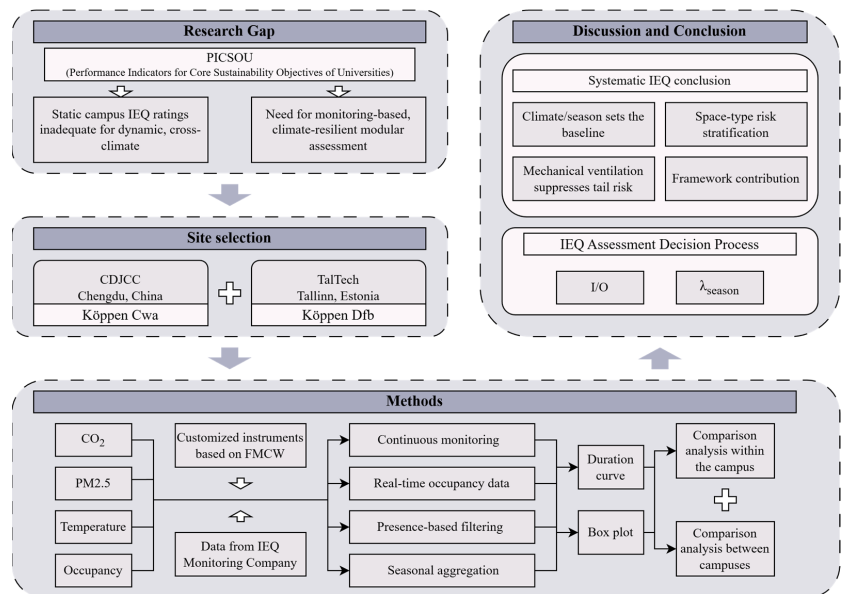 Research Gap
PICSOU
(Performance Indicators for Core Sustainability Objectives of Universities)
Static campus IEQ ratings
inadequate for dynamic, cross-
climate
Need for monitoring-based,
climate-resilient modular
assessment
Site selection
CDJCC
Chengdu, China
Köppen Cwa
TalTech
Tallinn, Estonia
Köppen Dfb
Methods
CO2
PM2.5
Temperature
Occupancy
Customized instruments
based on FMCW
Data from IEQ
Monitoring Company
Continuous monitoring
Real-time occupancy data
Presence-based filtering
Seasonal aggregation
Duration
curve
Box plot
Comparison
analysis within
the campus
Comparison
analysis between
campuses
Discussion and Conclusion
Systematic IEQ conclusion
Climate/season sets the
baseline
Space-type risk
stratification
Mechanical ventilation
suppresses tail risk
Framework contribution
IEQ Assessment Decision Process
I/O
λseason